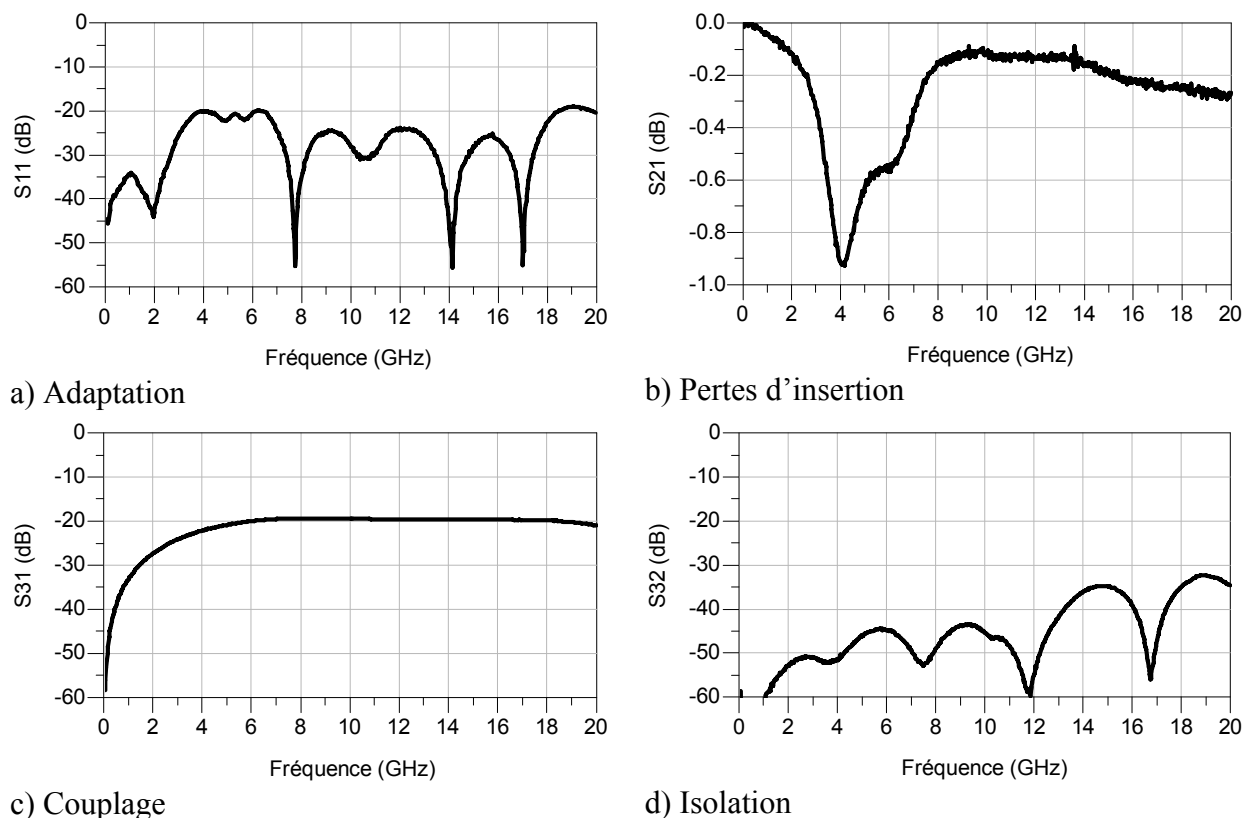 0
-10
-20
-30
-40
-50
-60
S11 (dB)
0 2 4 6 8 10 12 14 16 18 20
Fréquence (GHz)
a) Adaptation
0.0
-0.2
-0.4
-0.6
-0.8
-1.0
S21 (dB)
0 2 4 6 8 10 12 14 16 18 20
Fréquence (GHz)
b) Pertes d’insertion
0
-10
-20
-30
-40
-50
-60
S31 (dB)
0 2 4 6 8 10 12 14 16 18 20
Fréquence (GHz)
c) Couplage
0
-10
-20
-30
-40
-50
-60
S32 (dB)
0 2 4 6 8 10 12 14 16 18 20
Fréquence (GHz)
d) Isolation